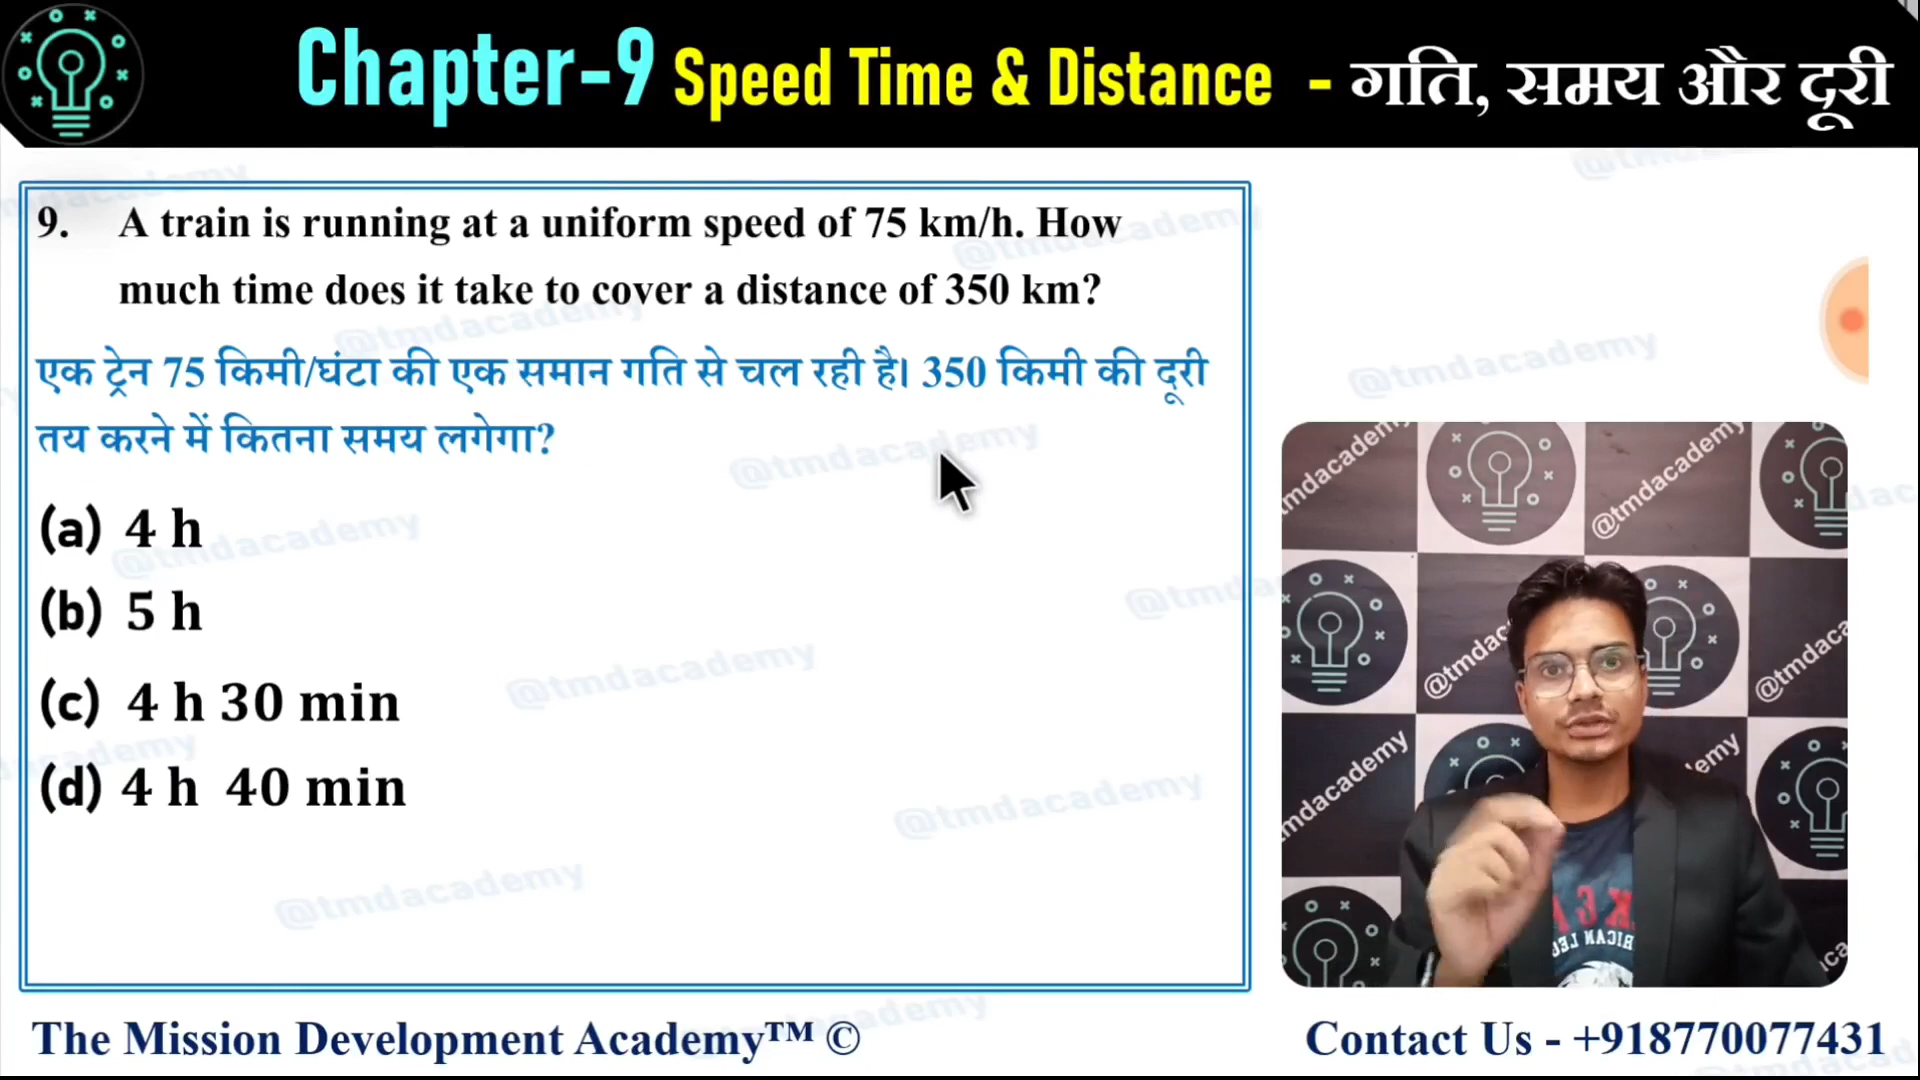 Chapter-9 Speed Time & Distance - गति, समय और दूरी
9. A train is running at a uniform speed of 75 km/h. How
much time does it take to cover a distance of 350 km?
एक ट्रेन 75 किमी/घंटा की एक समान गति से चल रही है। 350 किमी की दूरी
तय करने में कितना समय लगेगा?
(a) 4 h
(b) 5 h
(c) 4 h 30 min
(d) 4 h 40 min
@tmdacademy
The Mission Development Academy™ ©
Contact Us - +918770077431